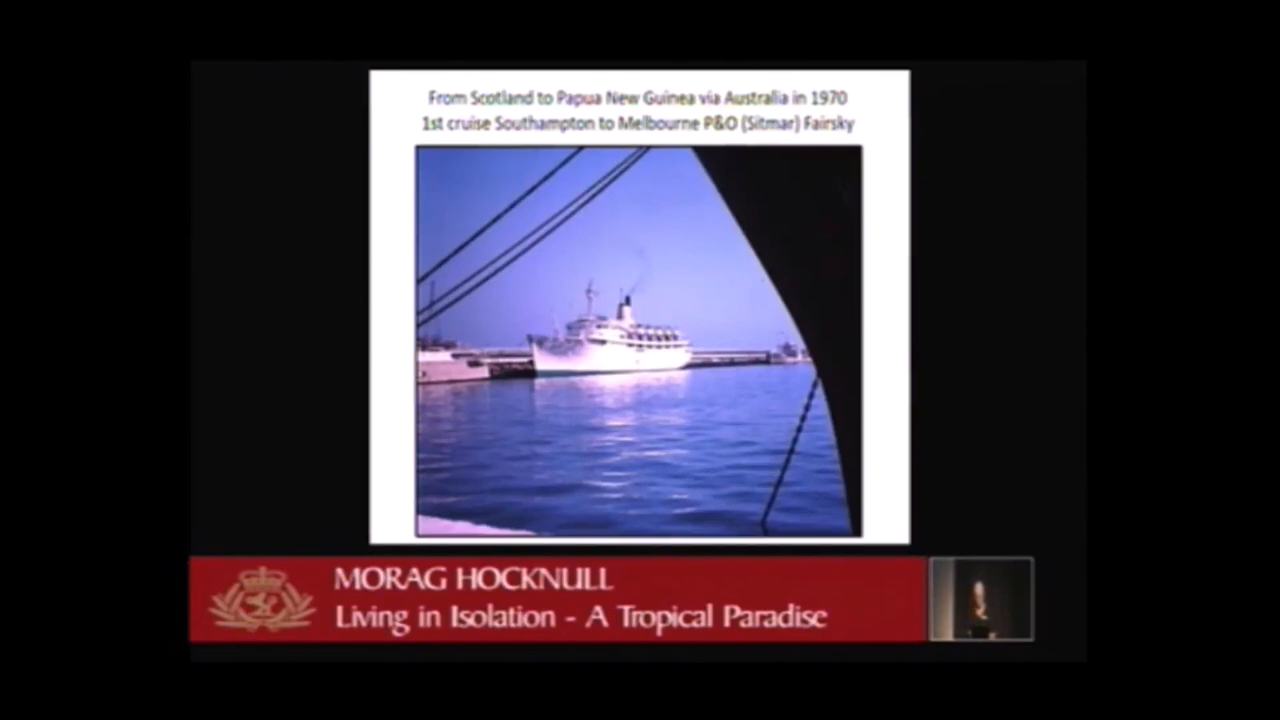 From Scotland to Papua New Guinea via Australia in 1970
1st cruise Southampton to Melbourne P&O (Sitmar) Fairsky
MORAG HOCKNULL
Living in Isolation - A Tropical Paradise